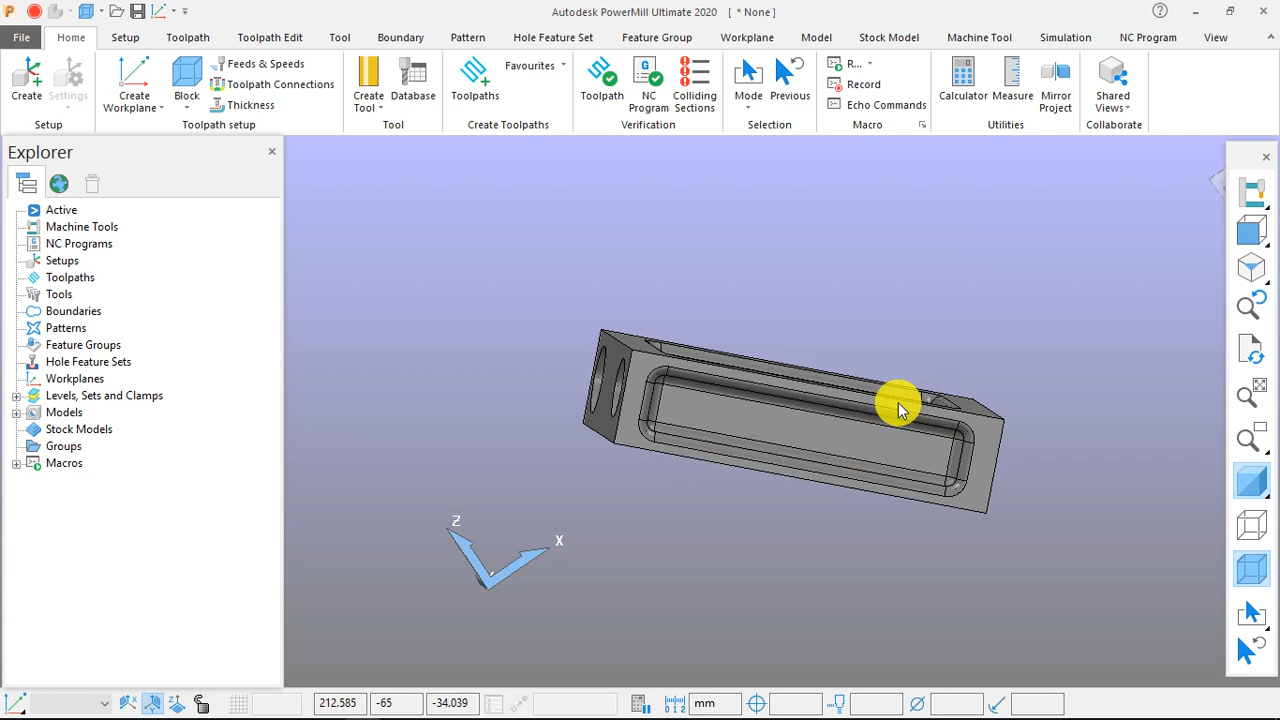 Autodesk PowerMill Ultimate 2020 [ * None ]
File Home Setup Toolpath Toolpath Edit Tool Boundary Pattern Hole Feature Set Feature Group Workplane Model Stock Model Machine Tool Simulation NC Program View
Create Settings
Setup
Create Workplane
Block
Feeds & Speeds
Toolpath Connections
Thickness
Toolpath setup
Create Tool
Database
Tool
Toolpaths
Favourites
Create Toolpaths
Toolpath
NC Program
Colliding Sections
Verification
Mode
Previous
Selection
R...
Record
Echo Commands
Macro
Calculator
Measure
Mirror Project
Utilities
Shared Views
Collaborate
Explorer
Active
Machine Tools
NC Programs
Setups
Toolpaths
Tools
Boundaries
Patterns
Feature Groups
Hole Feature Sets
Workplanes
Levels, Sets and Clamps
Models
Stock Models
Groups
Macros
Z
X
212.585 -65 -34.039 mm